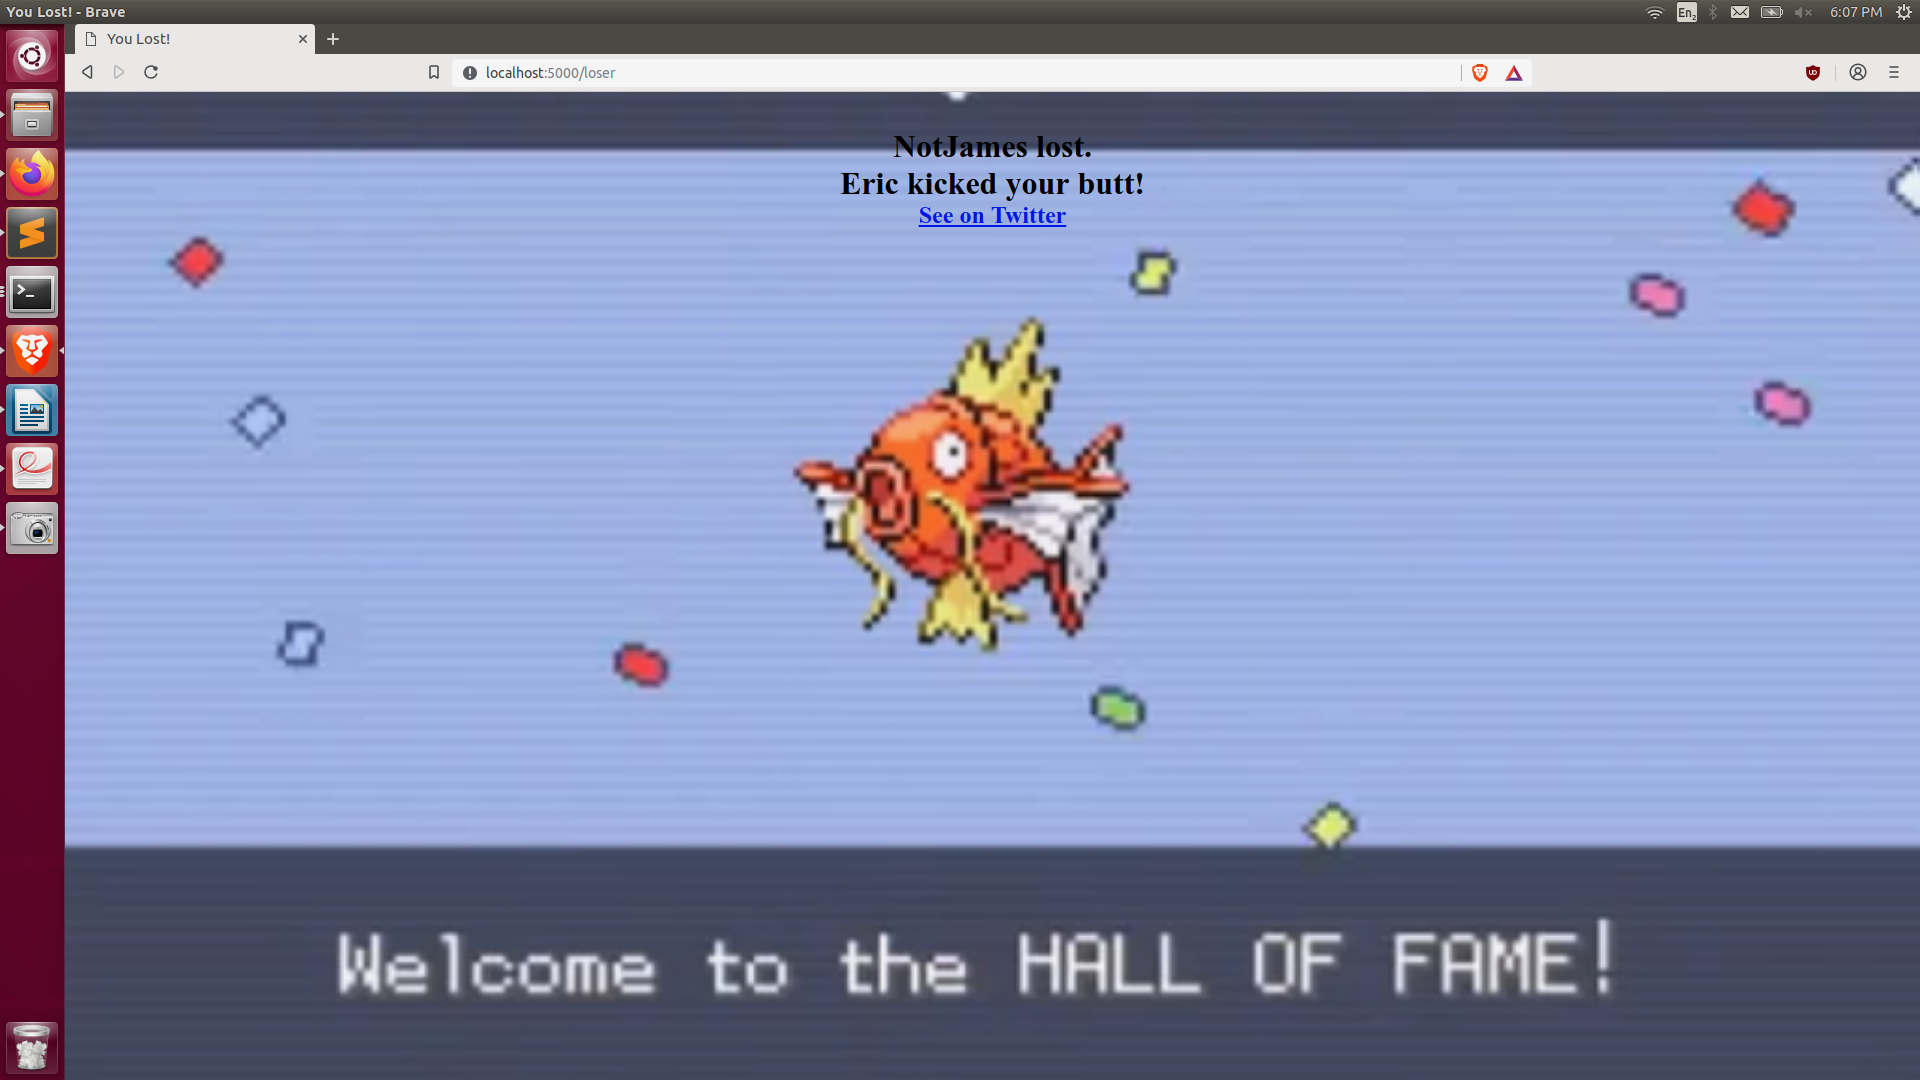 You Lost! - Brave
En2
6:07 PM
You Lost!
localhost:5000/loser
NotJames lost.
Eric kicked your butt!
See on Twitter
Welcome to the HALL OF FAME!